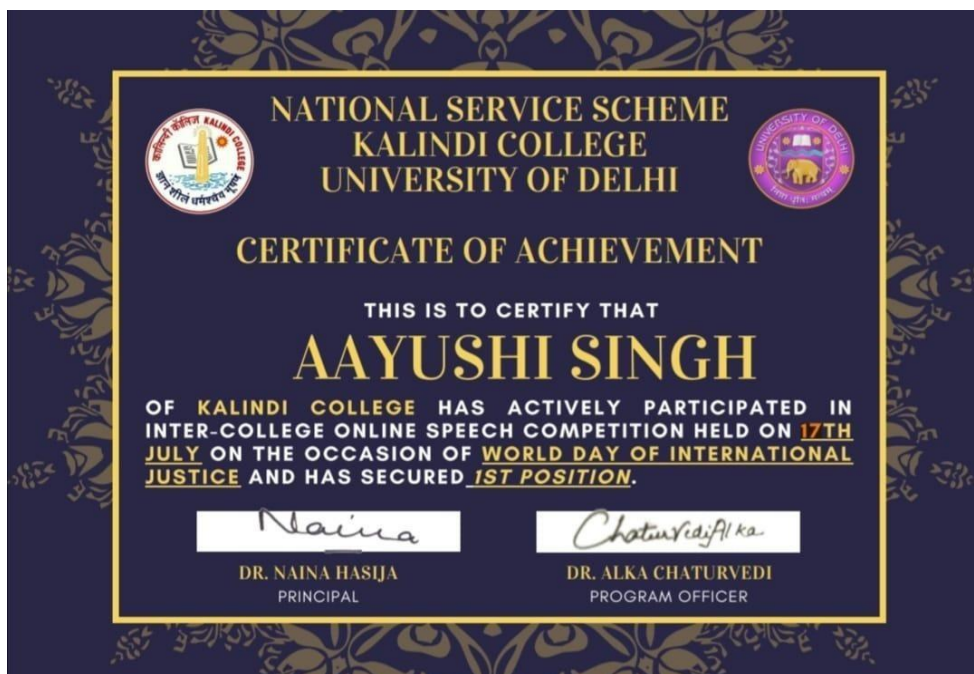 NATIONAL SERVICE SCHEME
KALINDI COLLEGE
UNIVERSITY OF DELHI
कालिन्दी कॉलिज KALINDI COLLEGE
ज्ञानं शीलं धर्मश्चैव भूषणम्
UNIVERSITY OF DELHI
CERTIFICATE OF ACHIEVEMENT
THIS IS TO CERTIFY THAT
AAYUSHI SINGH
OF KALINDI COLLEGE HAS ACTIVELY PARTICIPATED IN
INTER-COLLEGE ONLINE SPEECH COMPETITION HELD ON 17TH
JULY ON THE OCCASION OF WORLD DAY OF INTERNATIONAL
JUSTICE AND HAS SECURED 1ST POSITION.
Naina
ChaturvediAlka
DR. NAINA HASIJA
DR. ALKA CHATURVEDI
PRINCIPAL
PROGRAM OFFICER